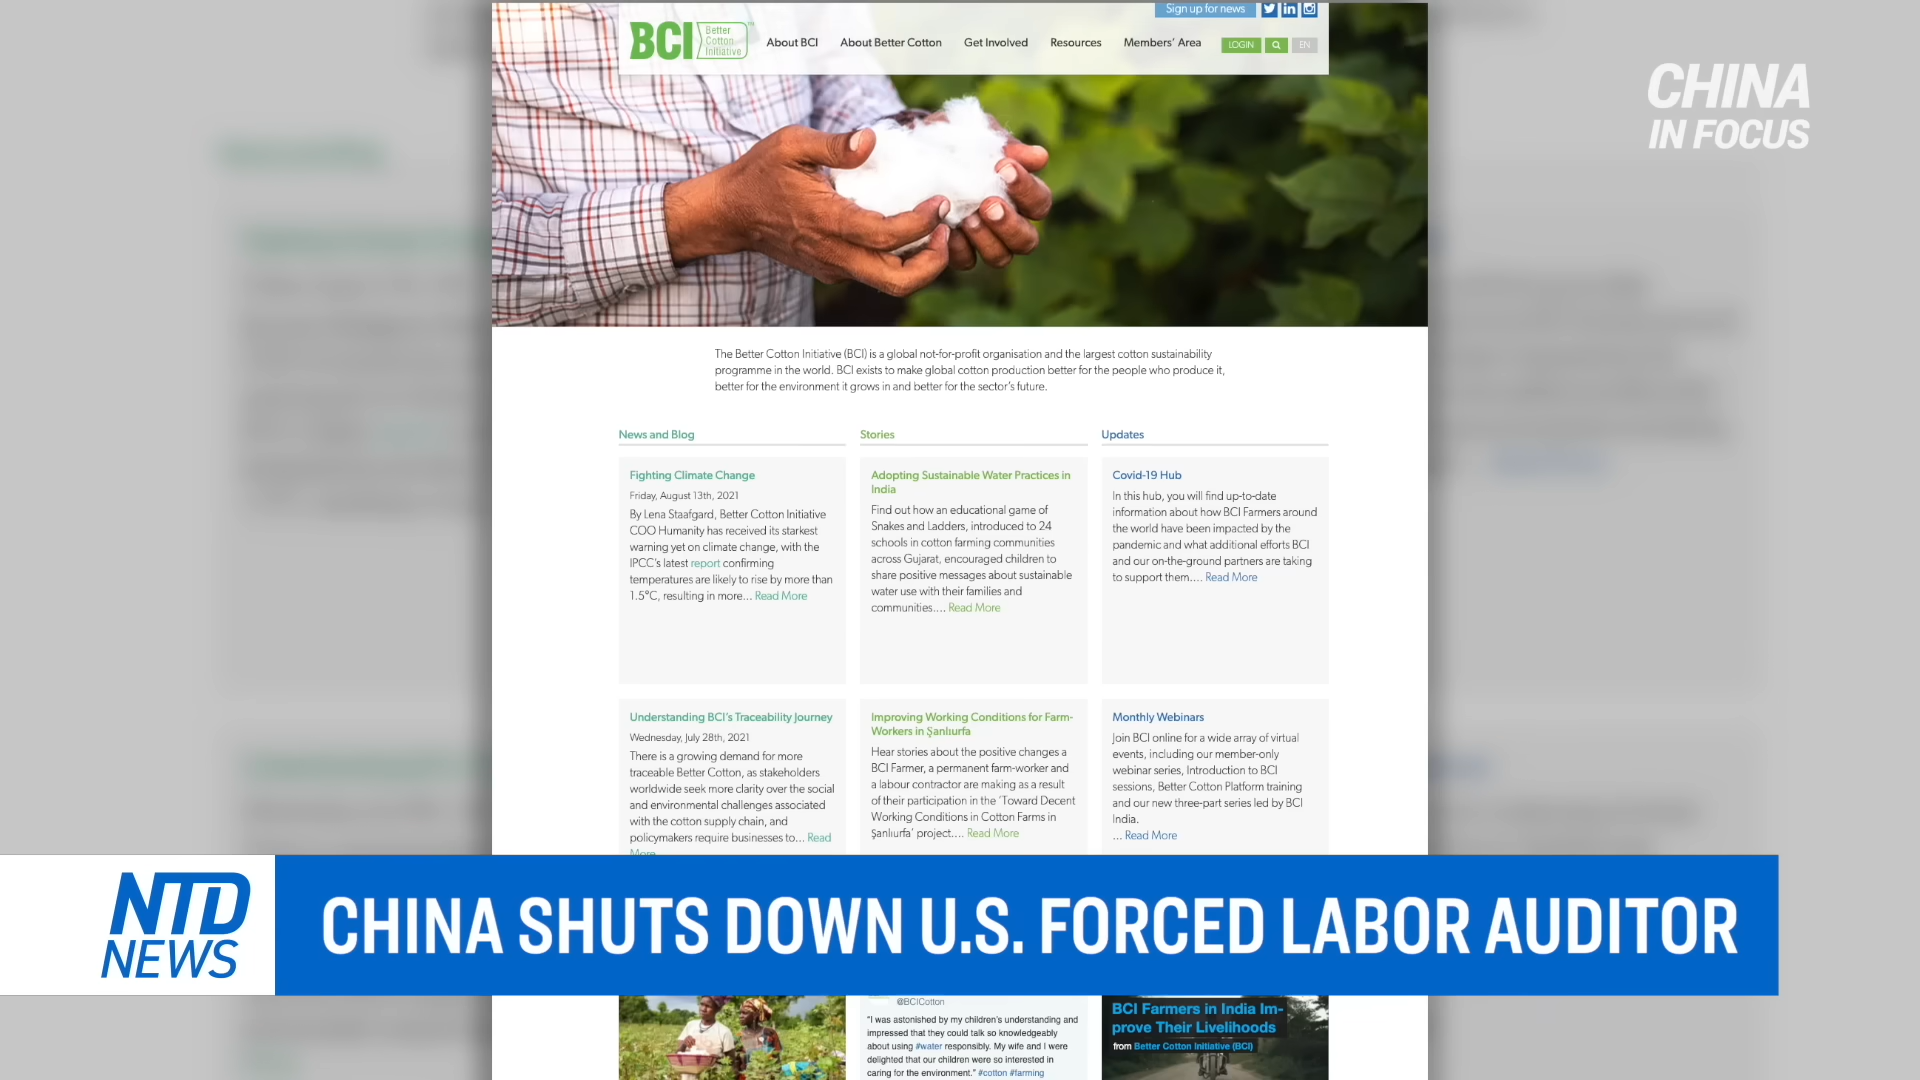 Sign up for news
BCI Better
Cotton
Initiative
TM
About BCI
About Better Cotton
Get Involved
Resources
Members' Area
LOGIN
EN
CHINA
IN FOCUS
The Better Cotton Initiative (BCI) is a global not-for-profit organisation and the largest cotton sustainability
programme in the world. BCI exists to make global cotton production better for the people who produce it,
better for the environment it grows in and better for the sector's future.
News and Blog
Fighting Climate Change
Friday, August 13th, 2021
By Lena Staafgard, Better Cotton Initiative
COO Humanity has received its starkest
warning yet on climate change, with the
IPCC's latest report confirming
temperatures are likely to rise by more than
1.5°C, resulting in more... Read More
Understanding BCI's Traceability Journey
Wednesday, July 28th, 2021
There is a growing demand for more
traceable Better Cotton, as stakeholders
worldwide seek more clarity over the social
and environmental challenges associated
with the cotton supply chain, and
policymakers require businesses to... Read
More
Stories
Adopting Sustainable Water Practices in
India
Find out how an educational game of
Snakes and Ladders, introduced to 24
schools in cotton farming communities
across Gujarat, encouraged children to
share positive messages about sustainable
water use with their families and
communities.... Read More
Improving Working Conditions for Farm-
Workers in Şanlıurfa
Hear stories about the positive changes a
BCI Farmer, a permanent farm-worker and
a labour contractor are making as a result
of their participation in the 'Toward Decent
Working Conditions in Cotton Farms in
Şanlıurfa' project.... Read More
Updates
Covid-19 Hub
In this hub, you will find up-to-date
information about how BCI Farmers around
the world have been impacted by the
pandemic and what additional efforts BCI
and our on-the-ground partners are taking
to support them.... Read More
Monthly Webinars
Join BCI online for a wide array of virtual
events, including our member-only
webinar series, Introduction to BCI
sessions, Better Cotton Platform training
and our new three-part series led by BCI
India.
... Read More
NTD
NEWS
CHINA SHUTS DOWN U.S. FORCED LABOR AUDITOR
@BCICotton
"I was astonished by my children's understanding and
impressed that they could talk so knowledgeably
about using #water responsibly. My wife and I were
delighted that our children were so interested in
caring for the environment." #cotton #farming
BCI Farmers in India Im-
prove Their Livelihoods
from Better Cotton Initiative (BCI)